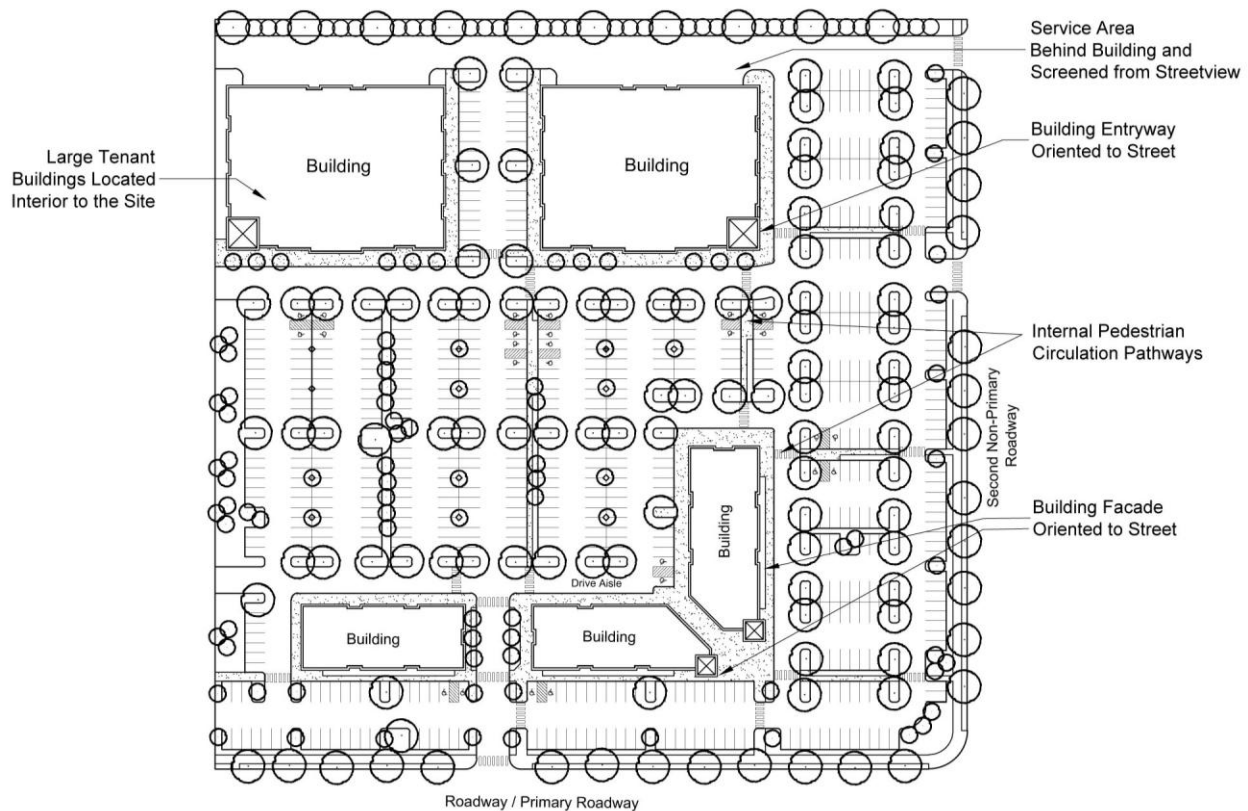 Service Area
Behind Building and
Screened from Streetview
Building Entryway
Oriented to Street
Large Tenant
Buildings Located
Interior to the Site
Building
Building
Internal Pedestrian
Circulation Pathways
Second Non-Primary
Roadway
Building
Building Facade
Oriented to Street
Drive Aisle
Building
Building
Roadway / Primary Roadway